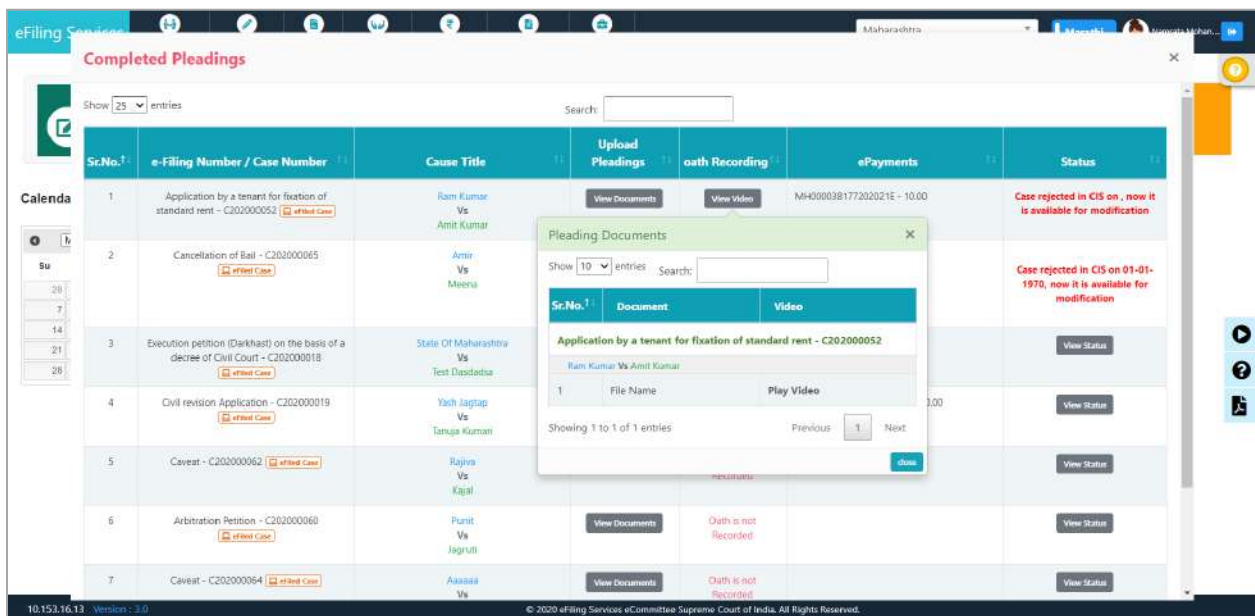 eFiling Services
Maharashtra
Marathi
Namrata Mohan...
Completed Pleadings
×
Show 25 entries
Search:
Sr.No.
e-Filing Number / Case Number
Cause Title
Upload
Pleadings
oath Recording
ePayments
Status
1
Application by a tenant for fixation of
standard rent - C202000052 eFiled Case
Ram Kumar
Vs
Amit Kumar
View Documents
View Video
MH000038177202021E - 10.00
Case rejected in CIS on , now it
is available for modification
2
Cancellation of Bail - C202000065
eFiled Case
Amir
Vs
Meena
Case rejected in CIS on 01-01-
1970, now it is available for
modification
3
Execution petition (Darkhast) on the basis of a
decree of Civil Court - C202000018
eFiled Case
State Of Maharashtra
Vs
Test Dasdadsa
View Status
4
Civil revision Application - C202000019
eFiled Case
Yash Jagtap
Vs
Tanuja Kumari
View Status
5
Caveat - C202000062 eFiled Case
Rajiva
Vs
Kajal
Recorded
View Status
6
Arbitration Petition - C202000060
eFiled Case
Punit
Vs
Jagruti
View Documents
Oath is not
Recorded
View Status
7
Caveat - C202000064 eFiled Case
Aaaaaa
Vs
View Documents
Oath is not
Recorded
View Status
Pleading Documents
×
Show 10 entries
Search:
Sr.No.
Document
Video
Application by a tenant for fixation of standard rent - C202000052
Ram Kumar Vs Amit Kumar
1
File Name
Play Video
Showing 1 to 1 of 1 entries
Previous
1
Next
close
Calenda
Su
28
7
14
21
28
10.153.16.13 Version : 3.0
© 2020 eFiling Services eCommittee Supreme Court of India. All Rights Reserved.